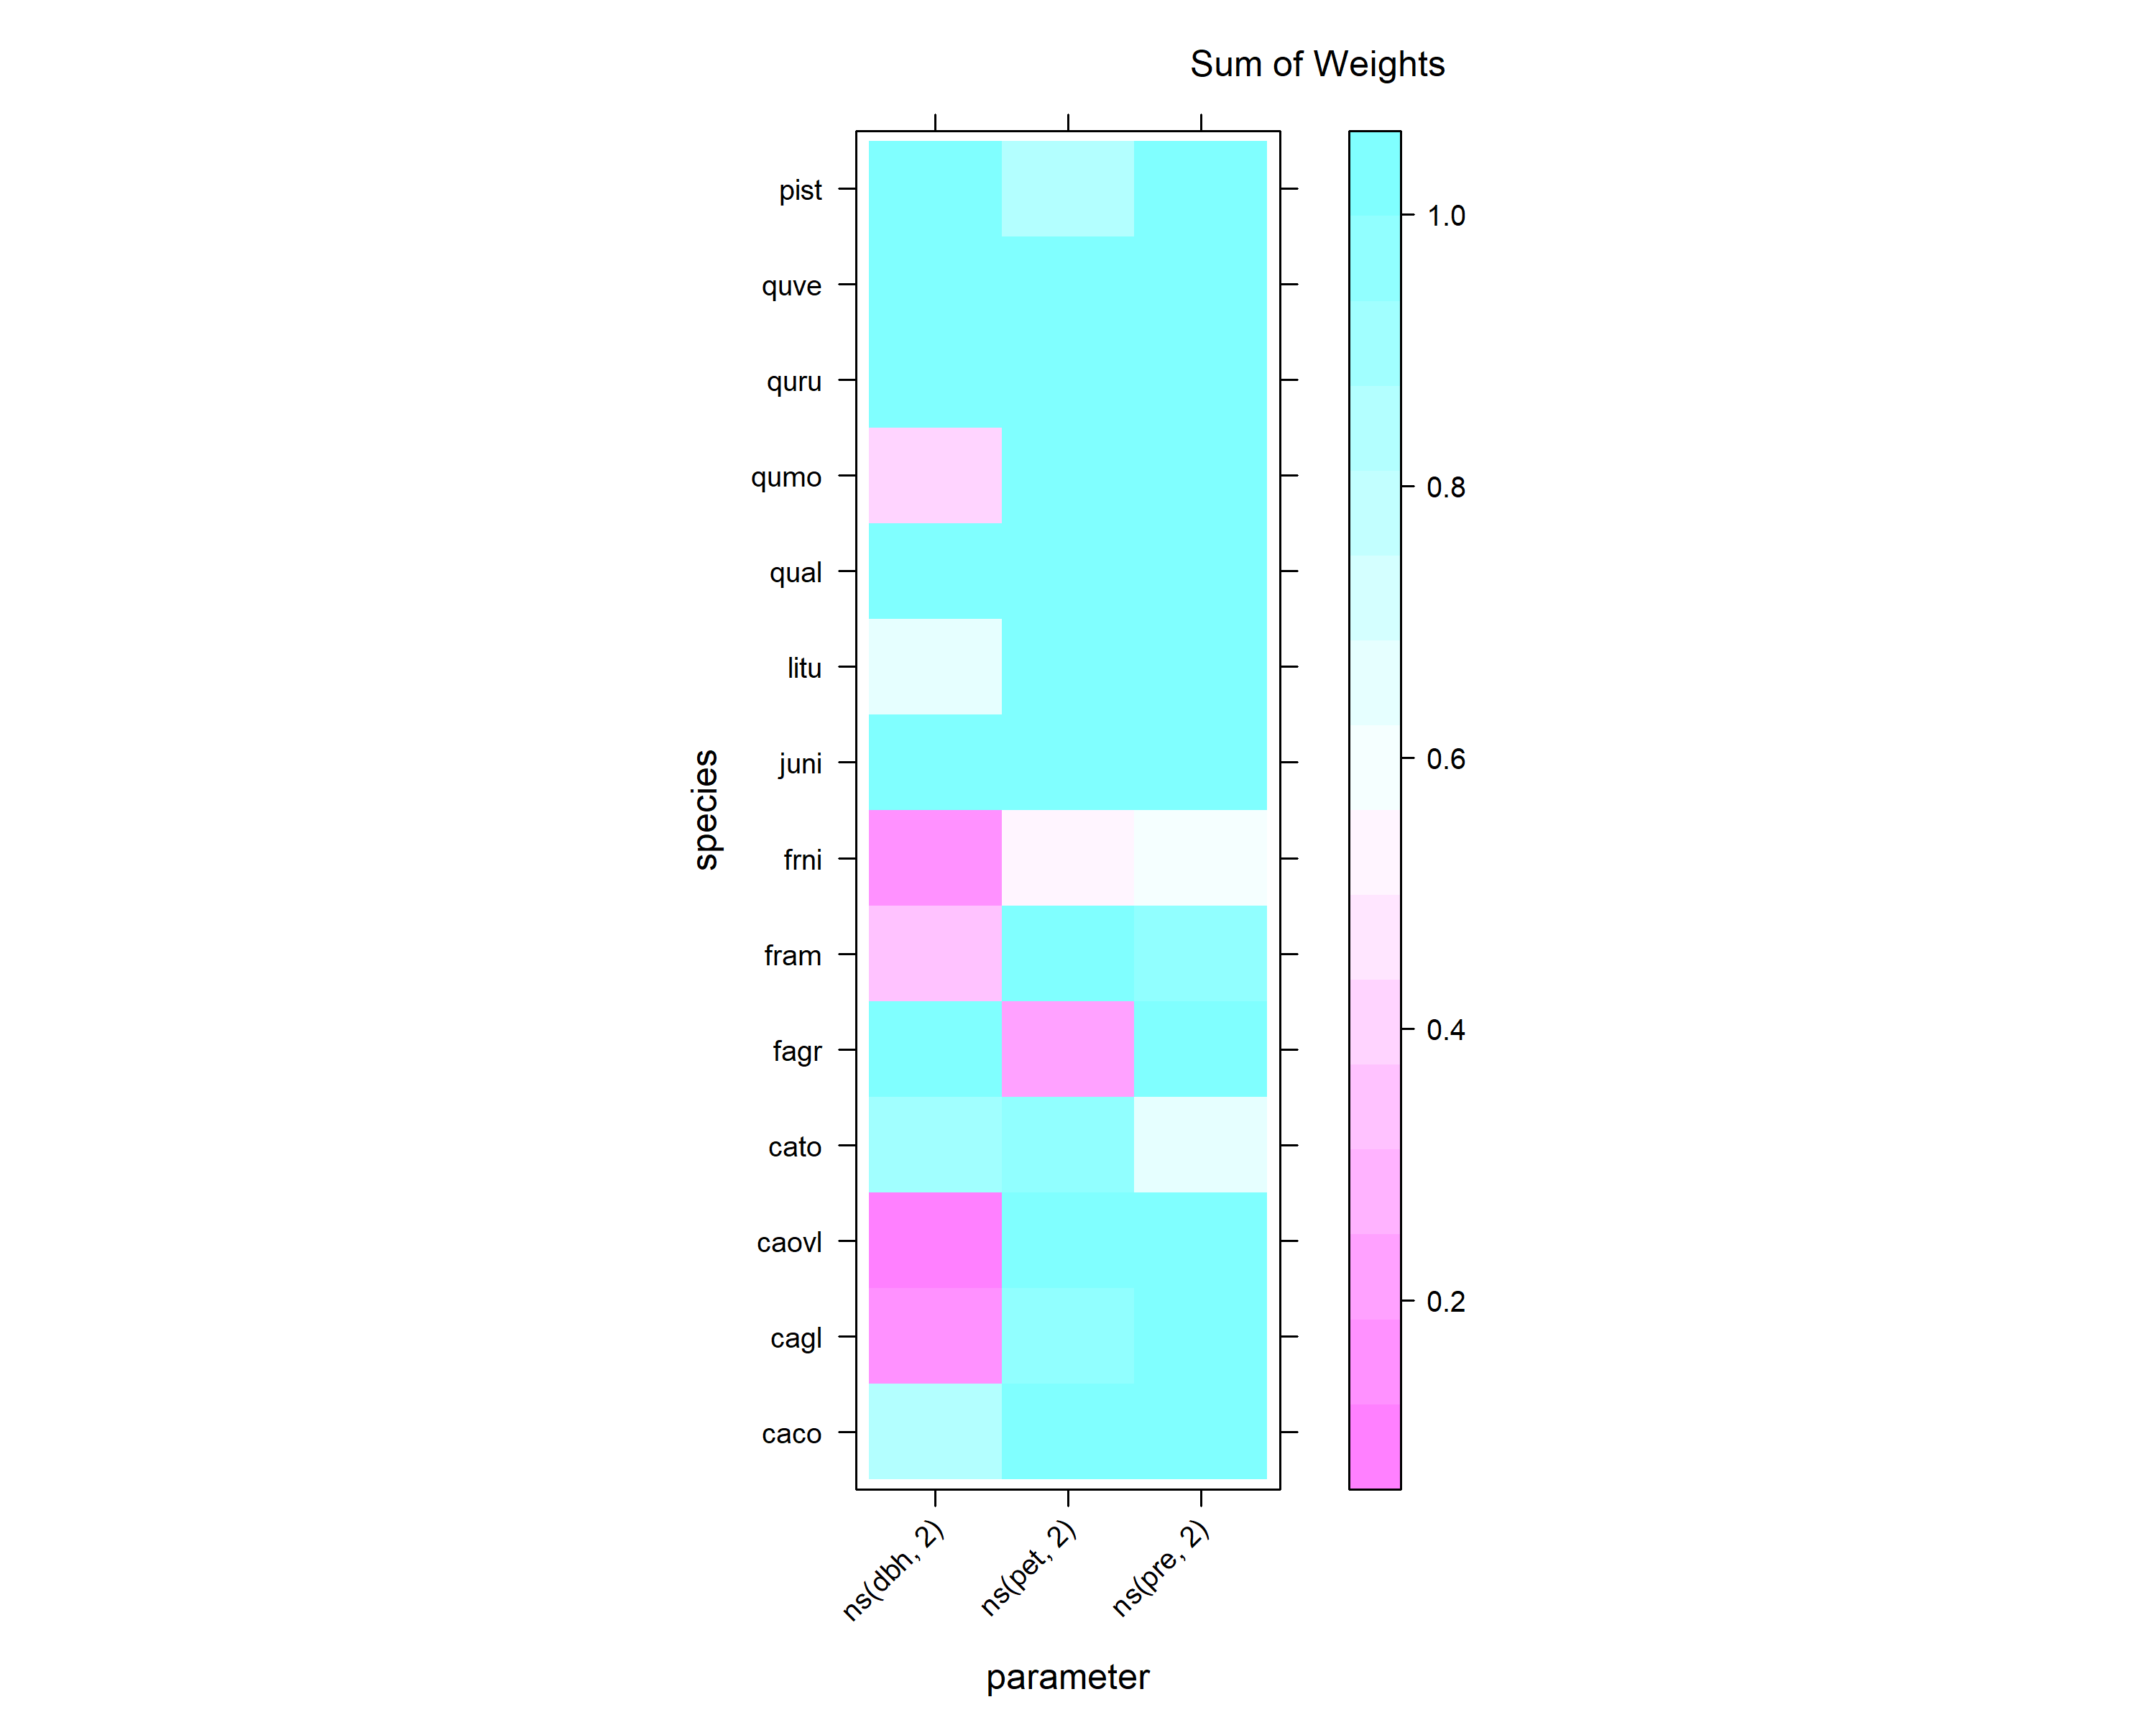 Sum of Weights
pist
quve
quru
qumo
qual
litu
juni
frni
fram
fagr
cato
caovl
cagl
caco
species
ns(dbh, 2)
ns(pet, 2)
ns(pre, 2)
parameter
1.0
0.8
0.6
0.4
0.2